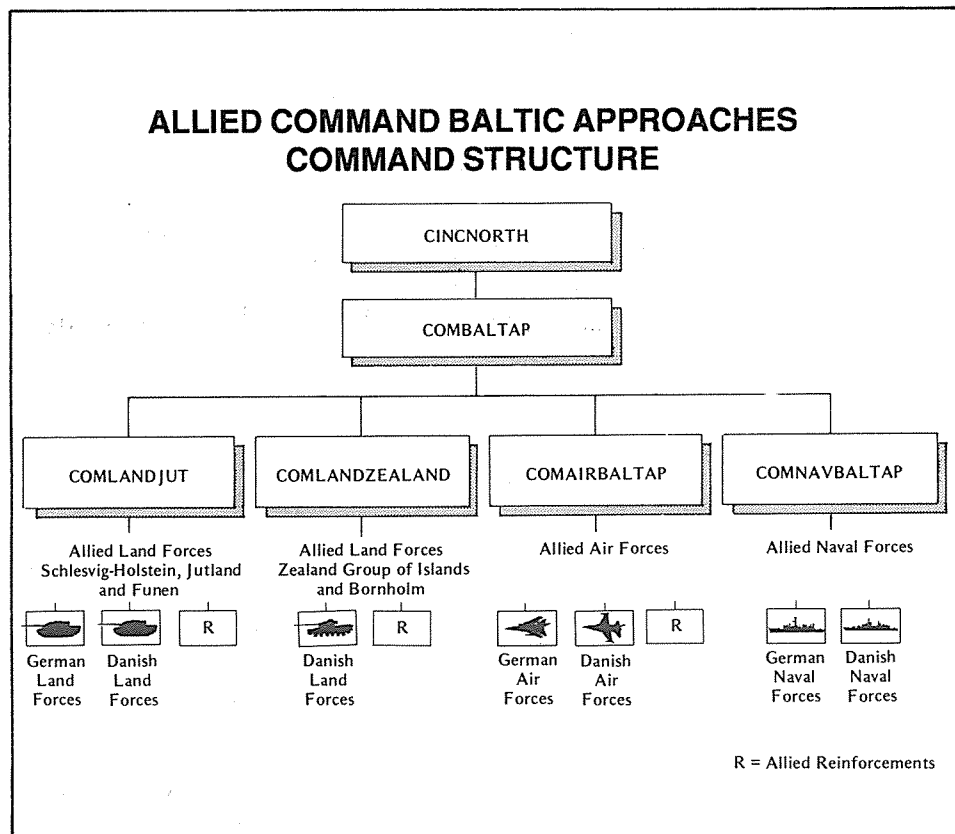 ALLIED COMMAND BALTIC APPROACHES
COMMAND STRUCTURE
CINCNORTH
COMBALTAP
COMLANDJUT
COMLANDZEALAND
COMAIRBALTAP
COMNAVBALTAP
Allied Land Forces
Schlesvig-Holstein, Jutland
and Funen
Allied Land Forces
Zealand Group of Islands
and Bornholm
Allied Air Forces
Allied Naval Forces
R
R
R
German
Land
Forces
Danish
Land
Forces
Danish
Land
Forces
German
Air
Forces
Danish
Air
Forces
German
Naval
Forces
Danish
Naval
Forces
R = Allied Reinforcements